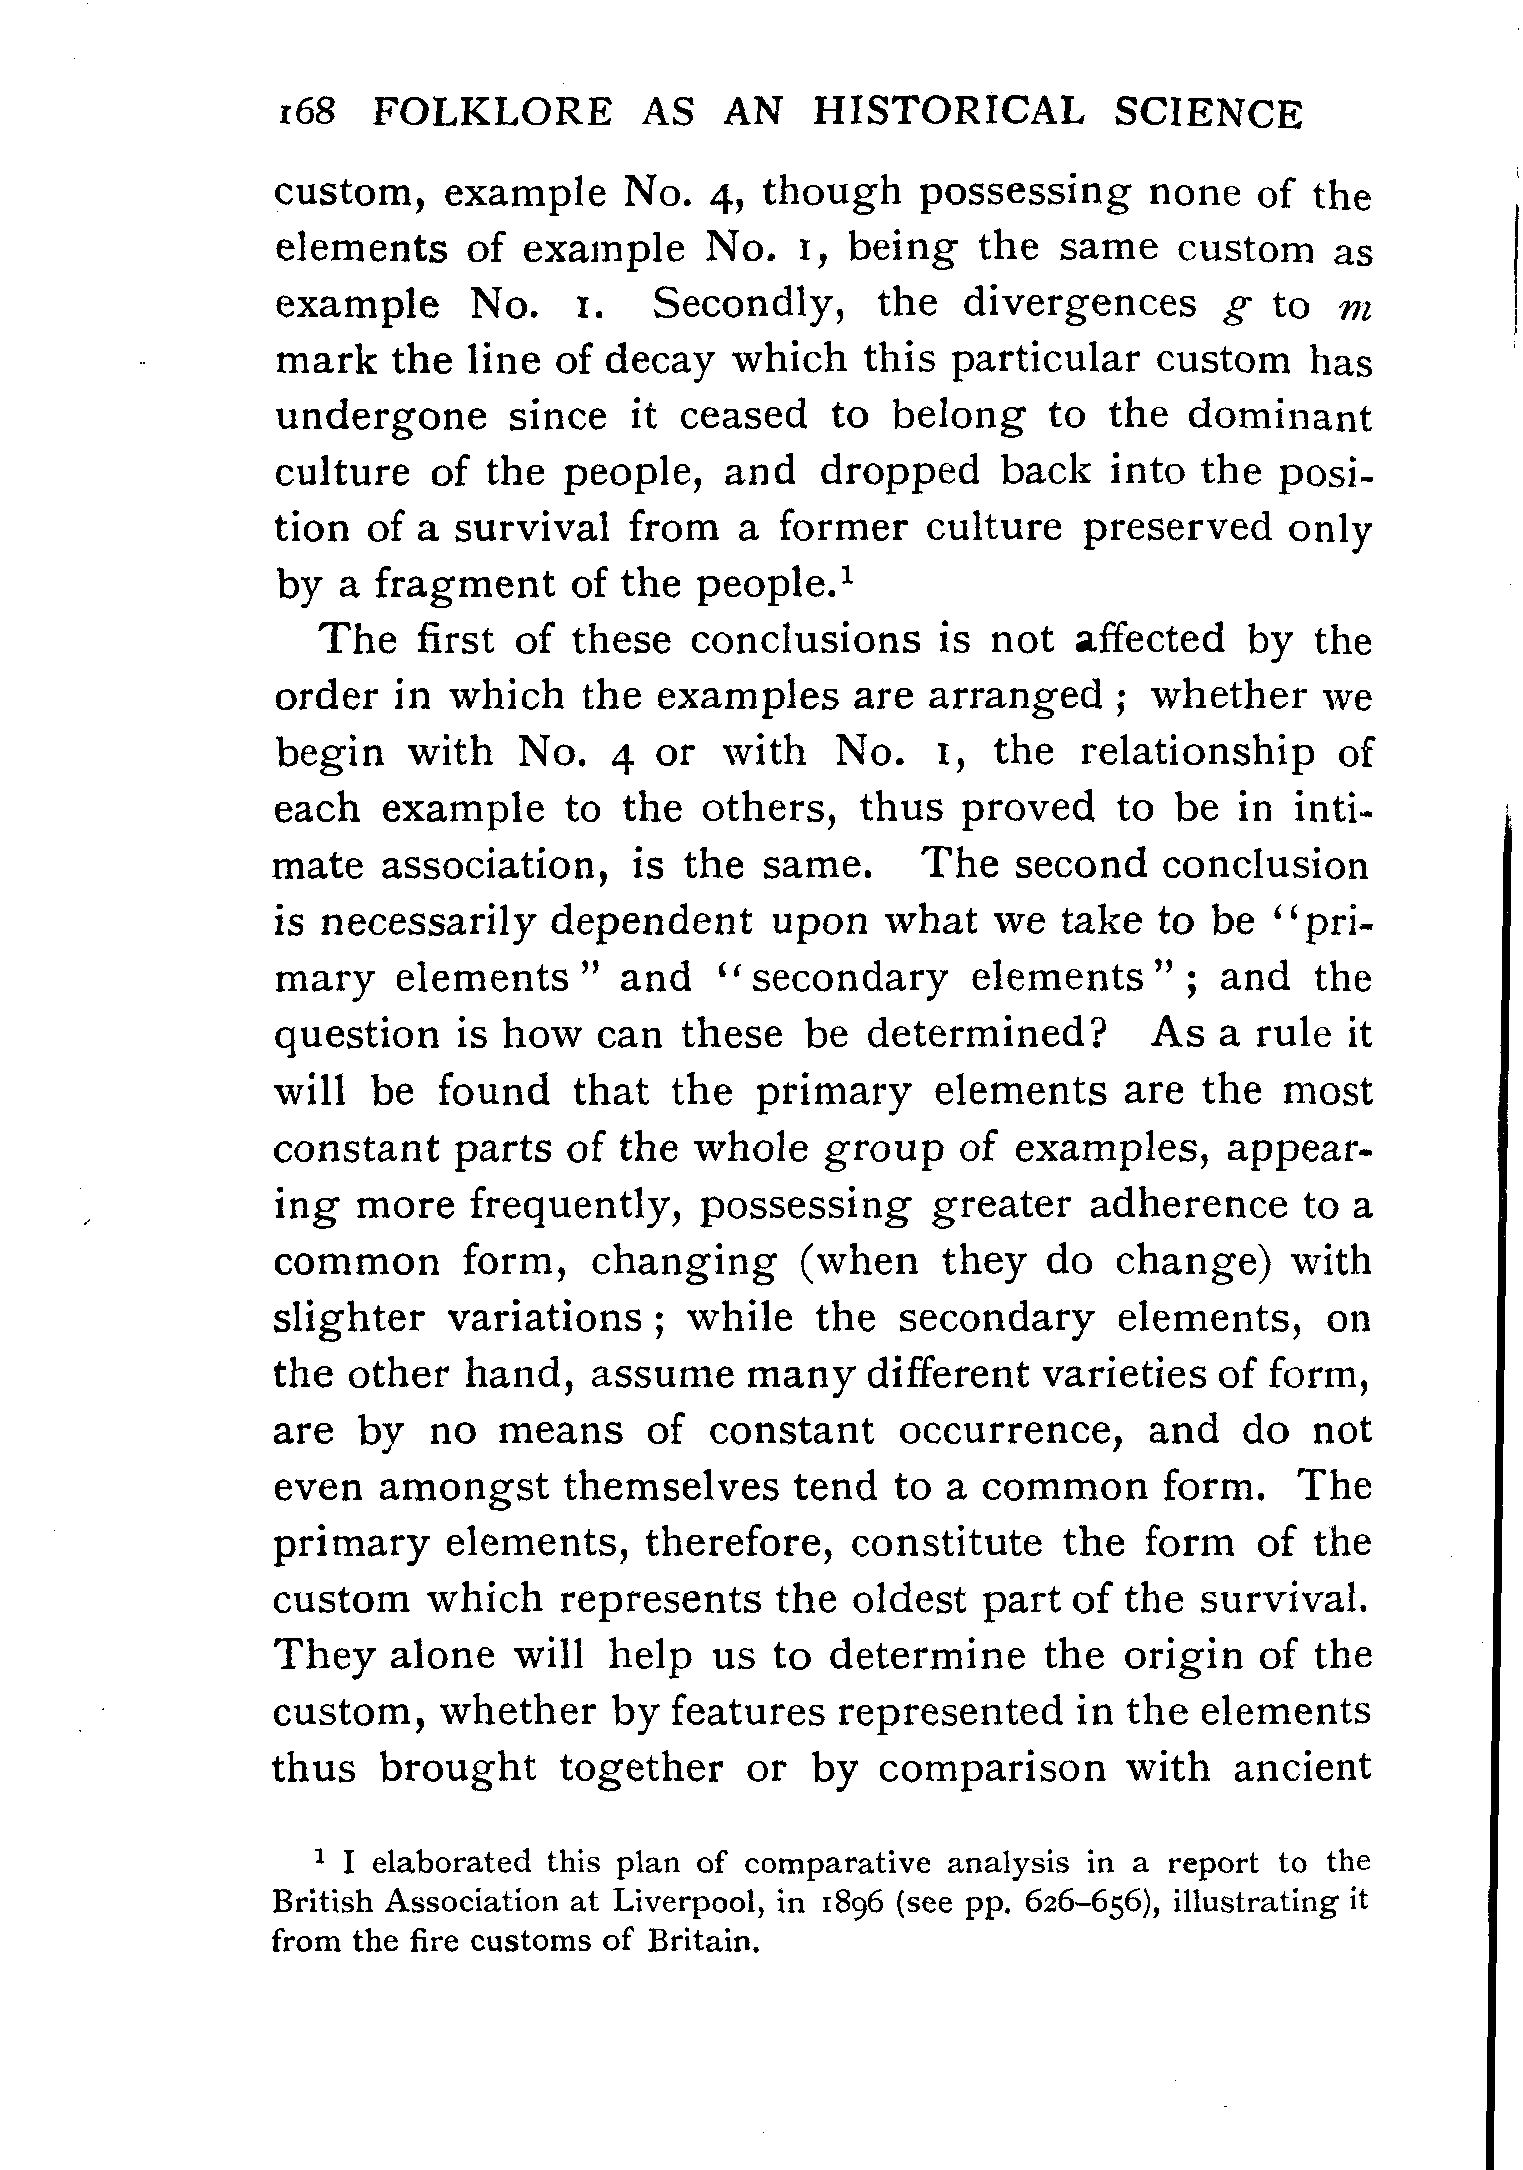 168 FOLKLORE AS AN HISTORICAL SCIENCE
custom, example No. 4, though possessing none of the
elements of example No. 1, being the same custom as
example No. 1. Secondly, the divergences g to m
mark the line of decay which this particular custom has
undergone since it ceased to belong to the dominant
culture of the people, and dropped back into the posi-
tion of a survival from a former culture preserved only
by a fragment of the people.¹
The first of these conclusions is not affected by the
order in which the examples are arranged ; whether we
begin with No. 4 or with No. 1, the relationship of
each example to the others, thus proved to be in inti-
mate association, is the same. The second conclusion
is necessarily dependent upon what we take to be “pri-
mary elements” and “secondary elements” ; and the
question is how can these be determined? As a rule it
will be found that the primary elements are the most
constant parts of the whole group of examples, appear-
ing more frequently, possessing greater adherence to a
common form, changing (when they do change) with
slighter variations ; while the secondary elements, on
the other hand, assume many different varieties of form,
are by no means of constant occurrence, and do not
even amongst themselves tend to a common form. The
primary elements, therefore, constitute the form of the
custom which represents the oldest part of the survival.
They alone will help us to determine the origin of the
custom, whether by features represented in the elements
thus brought together or by comparison with ancient
¹ I elaborated this plan of comparative analysis in a report to the
British Association at Liverpool, in 1896 (see pp. 626–656), illustrating it
from the fire customs of Britain.